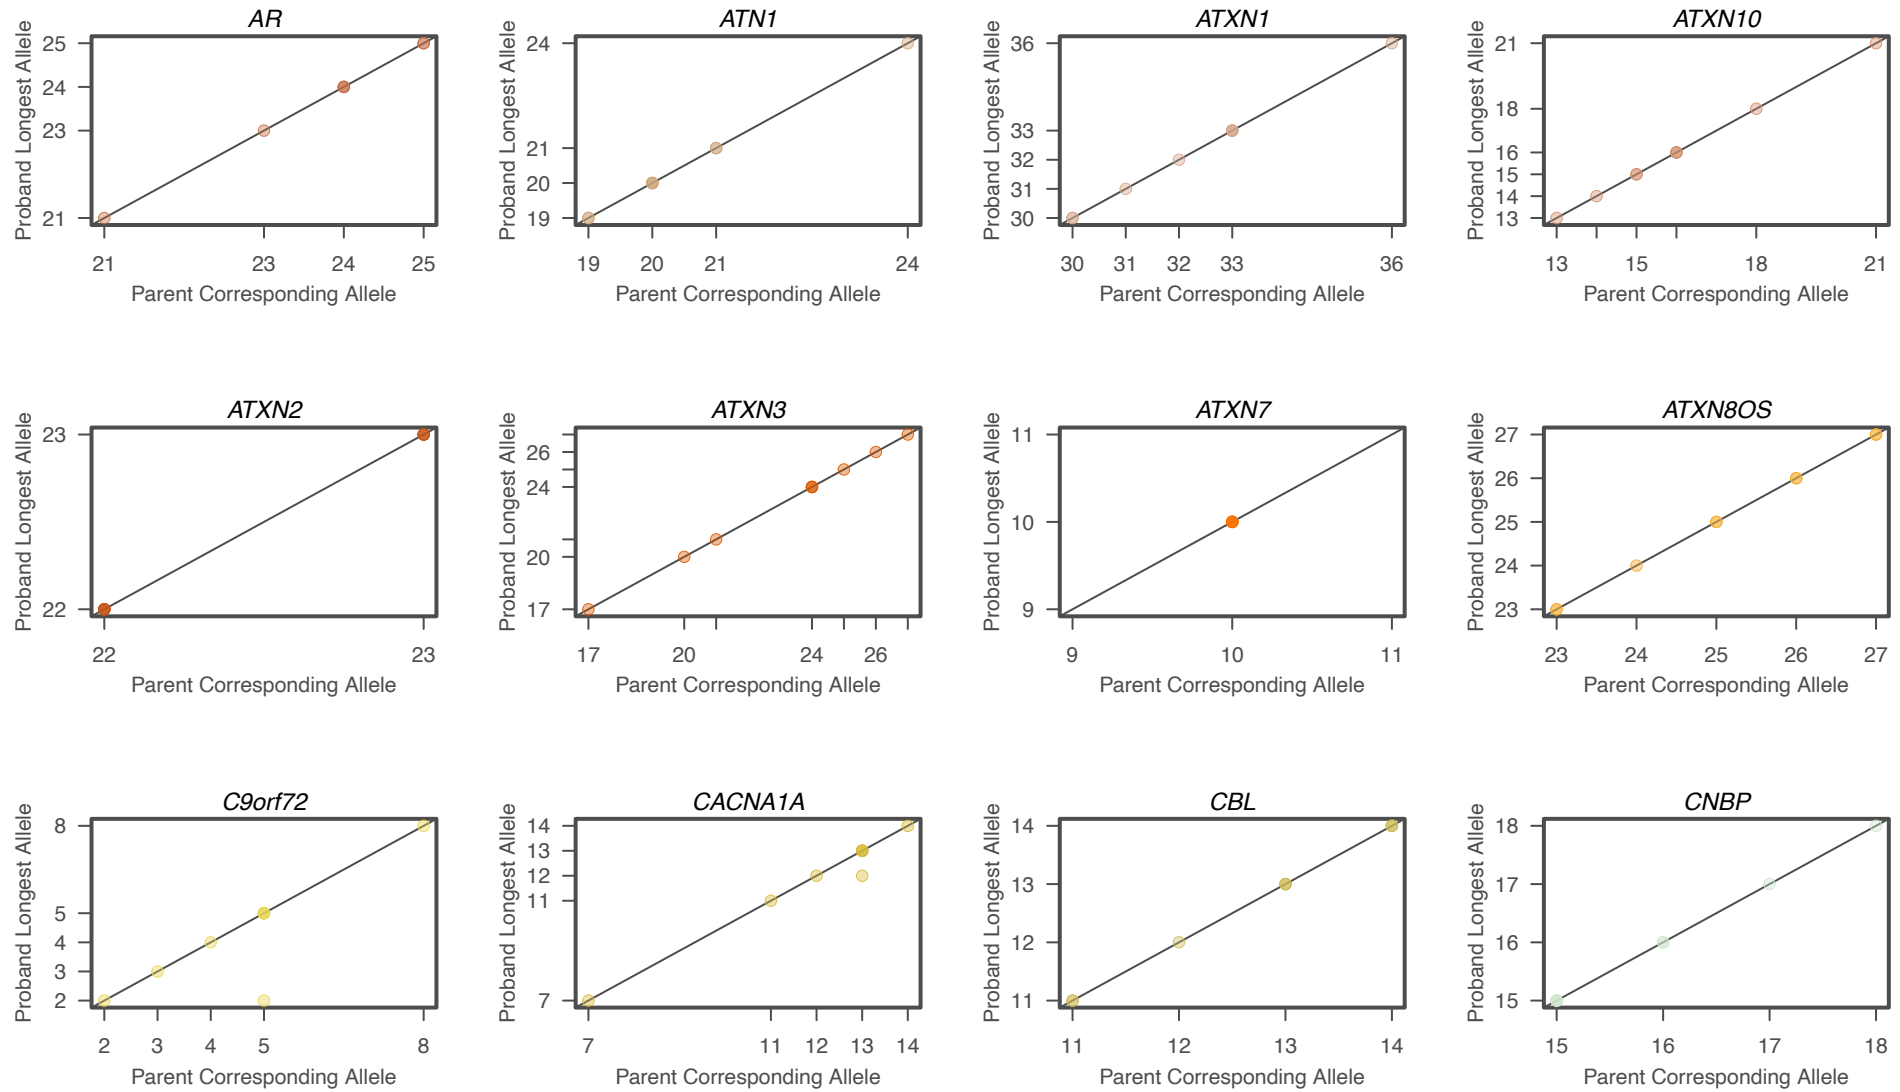 AR
Proband Longest Allele
25
24
23
21
21 23 24 25
Parent Corresponding Allele
ATN1
Proband Longest Allele
24
21
20
19
19 20 21 24
Parent Corresponding Allele
ATXN1
Proband Longest Allele
36
33
32
31
30
30 31 32 33 36
Parent Corresponding Allele
ATXN10
Proband Longest Allele
21
18
16
15
14
13
13 15 18 21
Parent Corresponding Allele
ATXN2
Proband Longest Allele
23
22
22 23
Parent Corresponding Allele
ATXN3
Proband Longest Allele
26
24
20
17
17 20 24 26
Parent Corresponding Allele
ATXN7
Proband Longest Allele
11
10
9
9 10 11
Parent Corresponding Allele
ATXN8OS
Proband Longest Allele
27
26
25
24
23
23 24 25 26 27
Parent Corresponding Allele
C9orf72
Proband Longest Allele
8
5
4
3
2
2 3 4 5 8
Parent Corresponding Allele
CACNA1A
Proband Longest Allele
14
13
12
11
7
7 11 12 13 14
Parent Corresponding Allele
CBL
Proband Longest Allele
14
13
12
11
11 12 13 14
Parent Corresponding Allele
CNBP
Proband Longest Allele
18
17
16
15
15 16 17 18
Parent Corresponding Allele